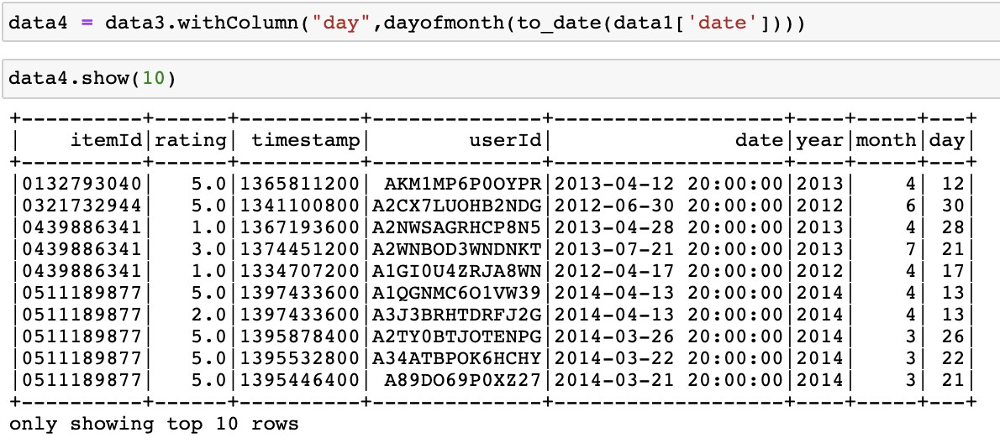 data4 = data3.withColumn("day",dayofmonth(to_date(data1['date'])))
data4.show(10)
+----------+------+----------+--------------+-------------------+----+-----+---+
|    itemId|rating| timestamp|        userId|               date|year|month|day|
+----------+------+----------+--------------+-------------------+----+-----+---+
|0132793040|   5.0|1365811200| AKM1MP6P0OYPR|2013-04-12 20:00:00|2013|    4| 12|
|0321732944|   5.0|1341100800|A2CX7LUOHB2NDG|2012-06-30 20:00:00|2012|    6| 30|
|0439886341|   1.0|1367193600|A2NWSAGRHCP8N5|2013-04-28 20:00:00|2013|    4| 28|
|0439886341|   3.0|1374451200|A2WNBOD3WNDNKT|2013-07-21 20:00:00|2013|    7| 21|
|0439886341|   1.0|1334707200|A1GI0U4ZRJA8WN|2012-04-17 20:00:00|2012|    4| 17|
|0511189877|   5.0|1397433600|A1QGNMC6O1VW39|2014-04-13 20:00:00|2014|    4| 13|
|0511189877|   2.0|1397433600|A3J3BRHTDRFJ2G|2014-04-13 20:00:00|2014|    4| 13|
|0511189877|   5.0|1395878400|A2TY0BTJOTENPG|2014-03-26 20:00:00|2014|    3| 26|
|0511189877|   5.0|1395532800|A34ATBPOK6HCHY|2014-03-22 20:00:00|2014|    3| 22|
|0511189877|   5.0|1395446400| A89DO69P0XZ27|2014-03-21 20:00:00|2014|    3| 21|
+----------+------+----------+--------------+-------------------+----+-----+---+
only showing top 10 rows